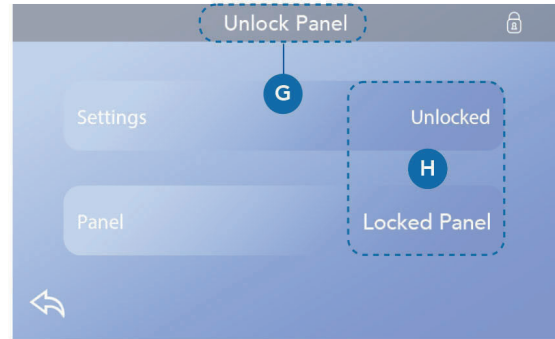 Unlock Panel
G
Settings Unlocked
H
Panel Locked Panel